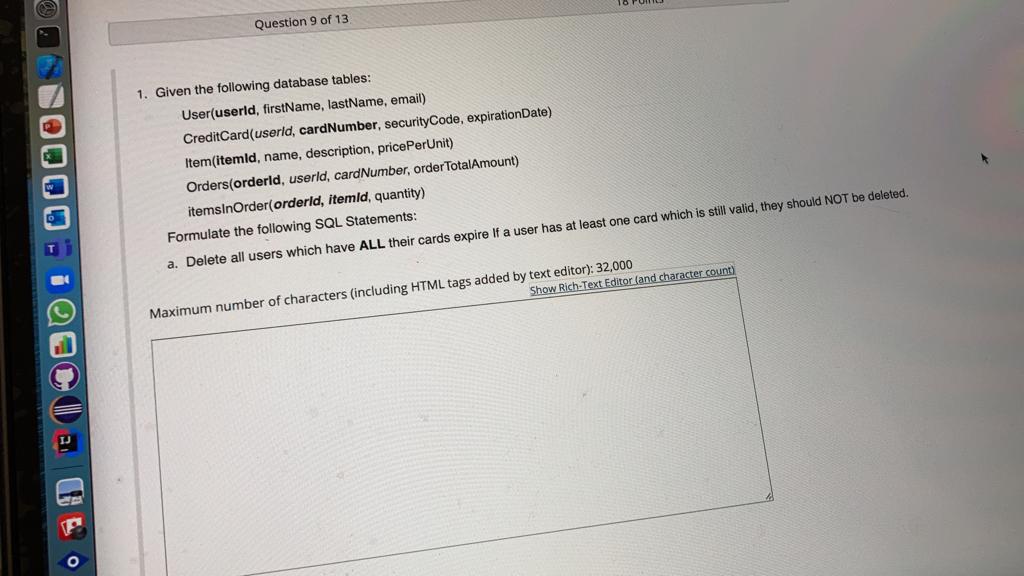 Question 9 of 13
1. Given the following database tables:
User(userId, firstName, lastName, email)
CreditCard(userId, cardNumber, securityCode, expirationDate)
Item(itemId, name, description, pricePerUnit)
Orders(orderId, userId, cardNumber, orderTotalAmount)
itemsInOrder(orderId, itemId, quantity)
Formulate the following SQL Statements:
a. Delete all users which have ALL their cards expire If a user has at least one card which is still valid, they should NOT be deleted.
Maximum number of characters (including HTML tags added by text editor): 32,000
Show Rich-Text Editor (and character count)